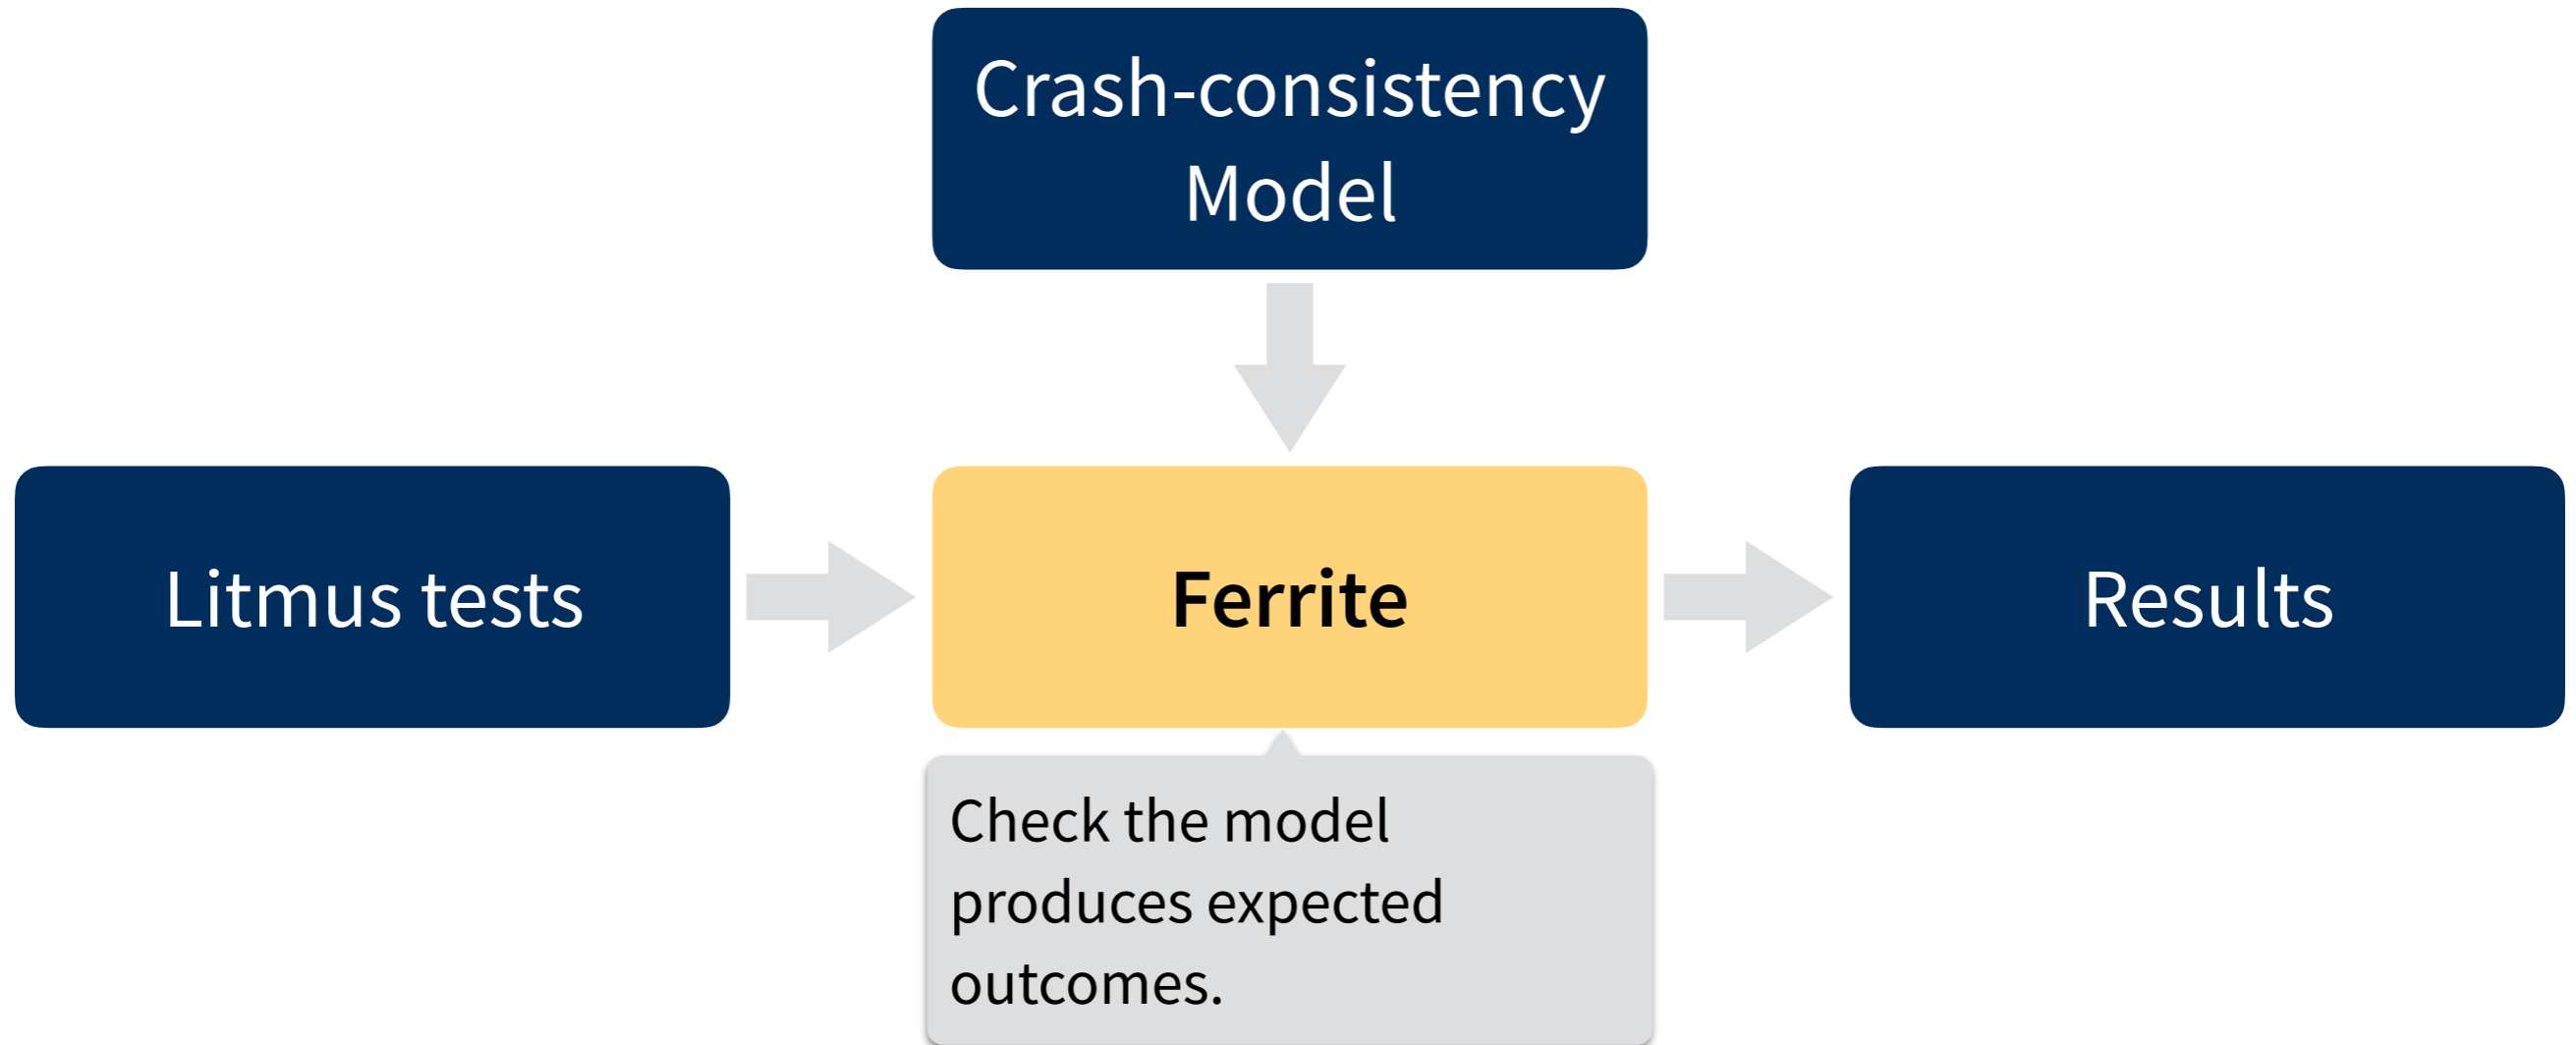 Crash-consistency
Model
Litmus tests
Ferrite
Results
Check the model
produces expected
outcomes.